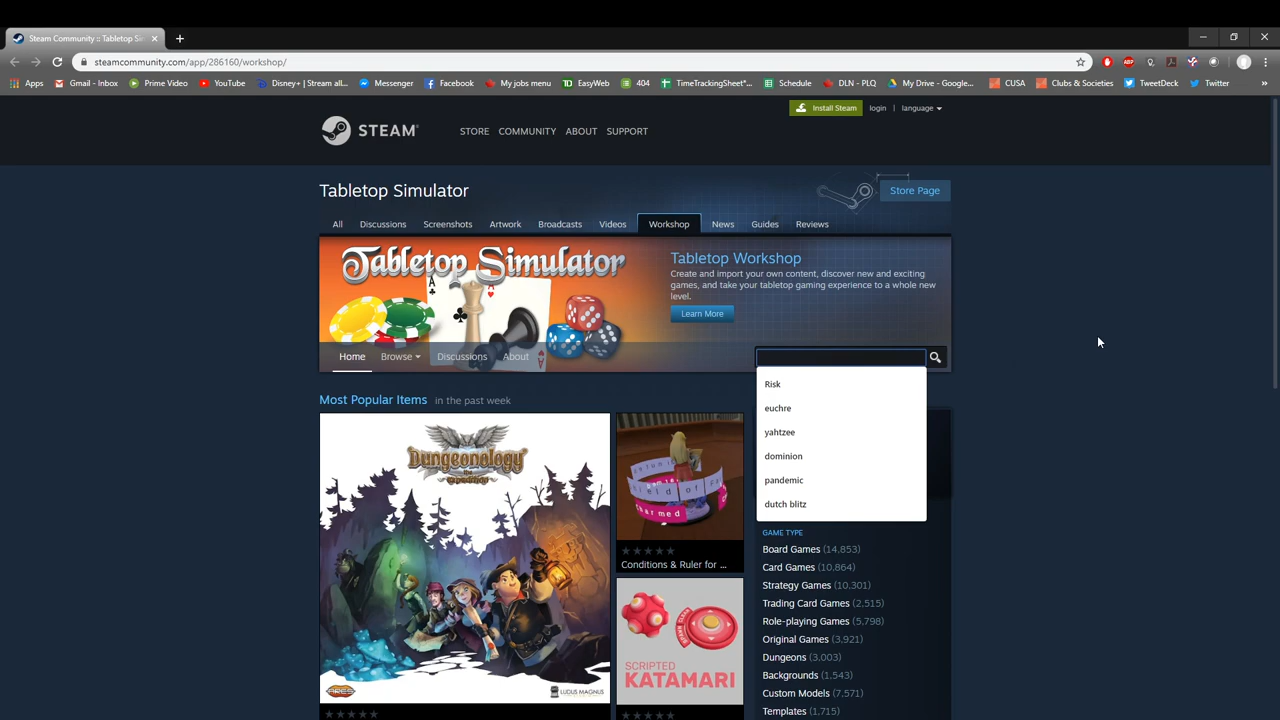 Steam Community :: Tabletop Si
steamcommunity.com/app/286160/workshop/
Apps Gmail - Inbox Prime Video YouTube Disney+ | Stream all... Messenger Facebook My jobs menu EasyWeb 404 TimeTrackingSheet"... Schedule DLN - PLQ My Drive - Google... CUSA Clubs & Societies TweetDeck Twitter »
Install Steam login | language
STEAM® STORE COMMUNITY ABOUT SUPPORT
Tabletop Simulator
Store Page
All Discussions Screenshots Artwork Broadcasts Videos Workshop News Guides Reviews
Tabletop Simulator
Tabletop Workshop
Create and import your own content, discover new and exciting
games, and take your tabletop gaming experience to a whole new
level.
Learn More
Home Browse Discussions About
Most Popular Items in the past week
Risk
euchre
yahtzee
dominion
pandemic
dutch blitz
Dungeonology
the Expedition
ARES
LUDUS MAGNUS
Conditions & Ruler for ...
SCRIPTED
KATAMARI
GAME TYPE
Board Games (14,853)
Card Games (10,864)
Strategy Games (10,301)
Trading Card Games (2,515)
Role-playing Games (5,798)
Original Games (3,921)
Dungeons (3,003)
Backgrounds (1,543)
Custom Models (7,571)
Templates (1,715)